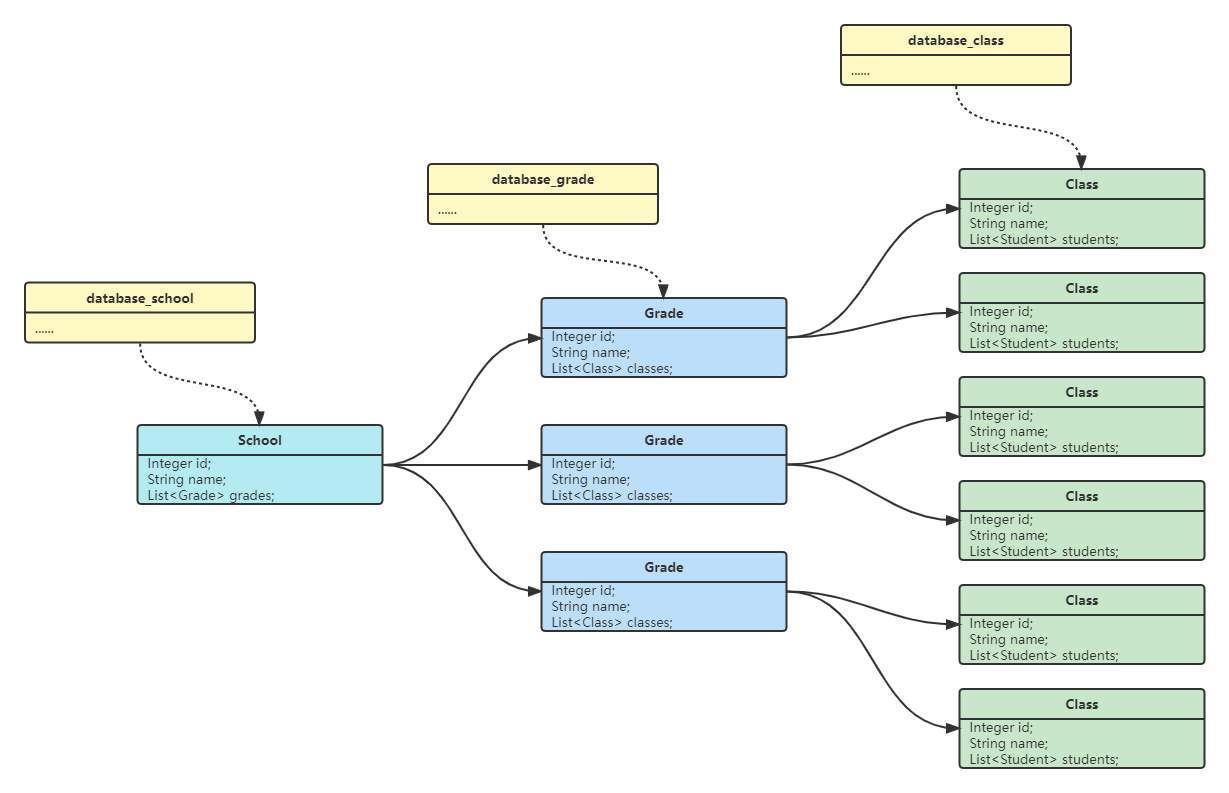 database_class
......
database_grade
......
database_school
......
School
Integer id;
String name;
List<Grade> grades;
Grade
Integer id;
String name;
List<Class> classes;
Grade
Integer id;
String name;
List<Class> classes;
Grade
Integer id;
String name;
List<Class> classes;
Class
Integer id;
String name;
List<Student> students;
Class
Integer id;
String name;
List<Student> students;
Class
Integer id;
String name;
List<Student> students;
Class
Integer id;
String name;
List<Student> students;
Class
Integer id;
String name;
List<Student> students;
Class
Integer id;
String name;
List<Student> students;